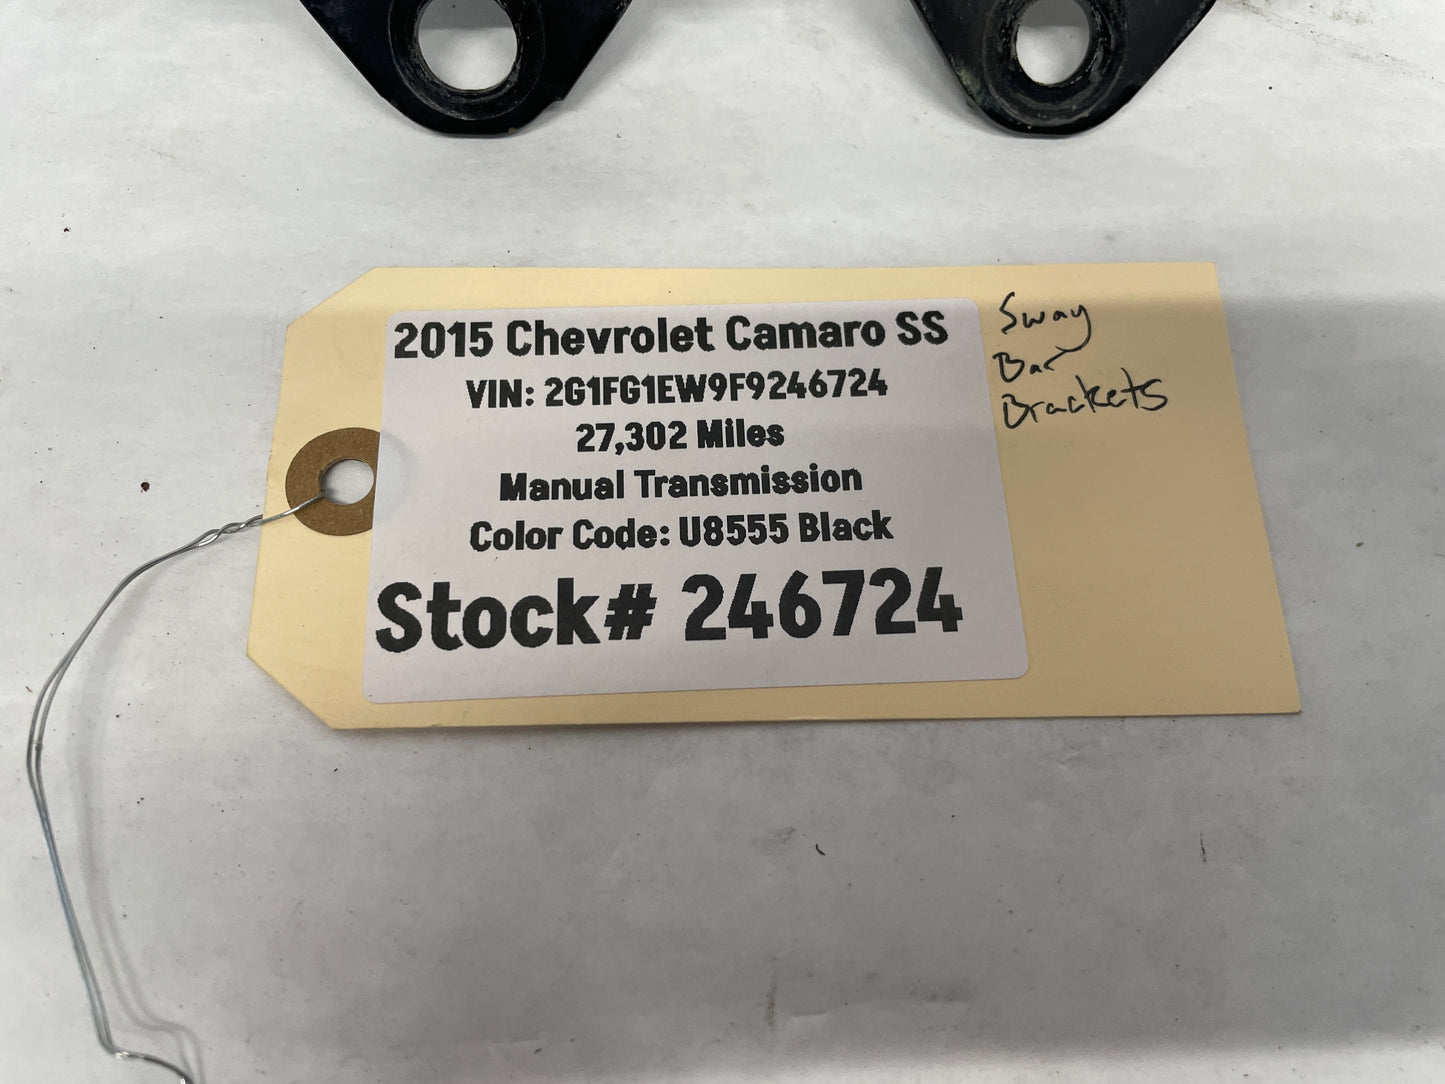 2015 Chevrolet Camaro SS
VIN: 2G1FG1EW9F9246724
27,302 Miles
Manual Transmission
Color Code: U8555 Black
Stock# 246724
Sway
Bar
Brackets